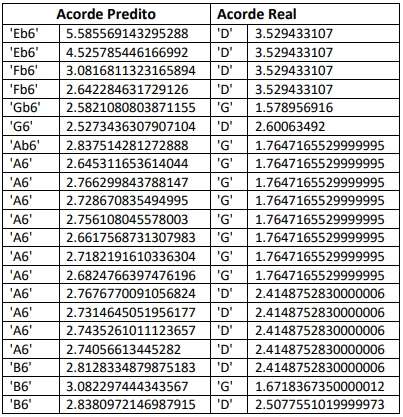 Acorde Predito Acorde Real
'Eb6' 5.585569143295288 'D' 3.529433107
'Eb6' 4.525785446166992 'D' 3.529433107
'Fb6' 3.0816811323165894 'D' 3.529433107
'Fb6' 2.642284631729126 'D' 3.529433107
'Gb6' 2.5821080803871155 'G' 1.578956916
'G6' 2.5273436307907104 'D' 2.60063492
'Ab6' 2.837514281272888 'G' 1.7647165529999995
'A6' 2.645311653614044 'G' 1.7647165529999995
'A6' 2.766299843788147 'G' 1.7647165529999995
'A6' 2.728670835494995 'G' 1.7647165529999995
'A6' 2.756108045578003 'G' 1.7647165529999995
'A6' 2.6617568731307983 'G' 1.7647165529999995
'A6' 2.7182191610336304 'G' 1.7647165529999995
'A6' 2.6824766397476196 'G' 1.7647165529999995
'A6' 2.7676770091056824 'D' 2.4148752830000006
'A6' 2.7314645051956177 'D' 2.4148752830000006
'A6' 2.7435261011123657 'D' 2.4148752830000006
'A6' 2.74056613445282 'D' 2.4148752830000006
'B6' 2.8128334879875183 'D' 2.4148752830000006
'B6' 3.082297444343567 'G' 1.6718367350000012
'B6' 2.8380972146987915 'D' 2.5077551019999973